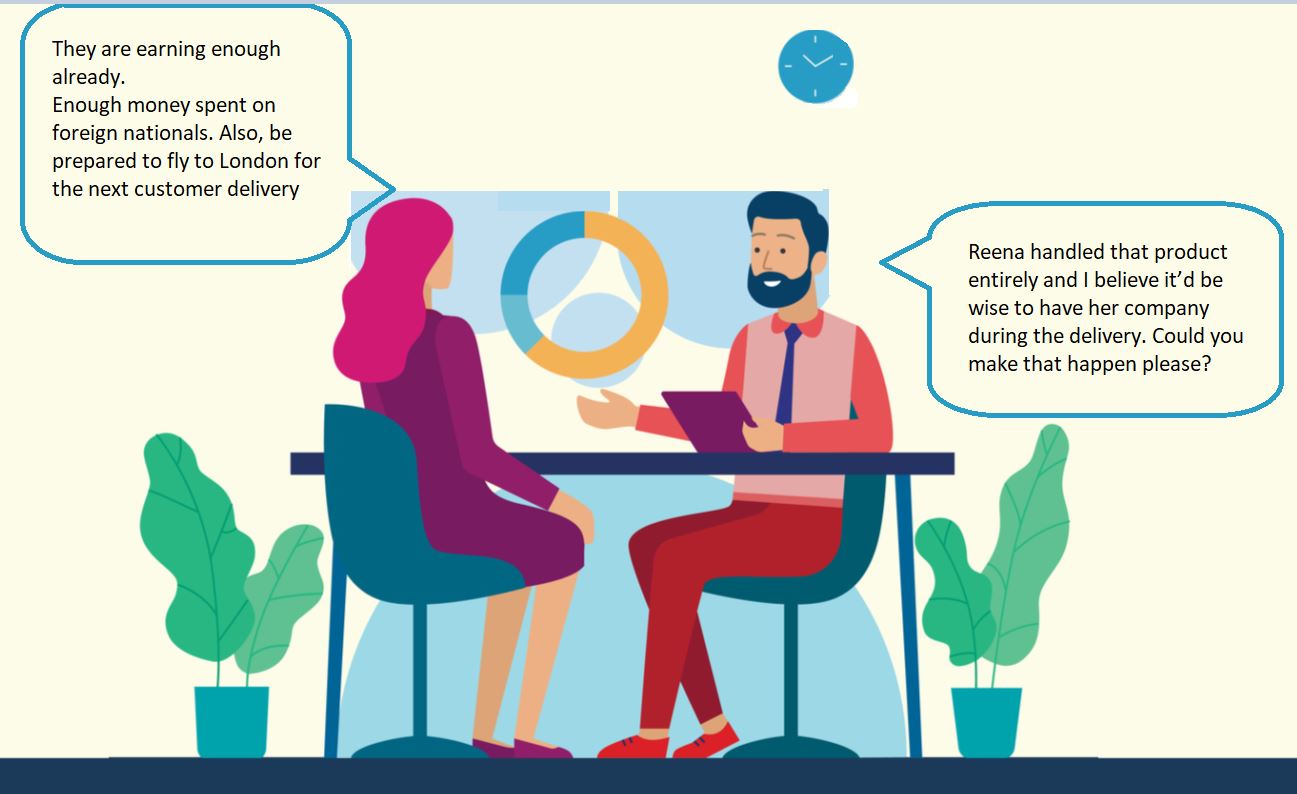 They are earning enough
already.
Enough money spent on
foreign nationals. Also, be
prepared to fly to London for
the next customer delivery
Reena handled that product
entirely and I believe it’d be
wise to have her company
during the delivery. Could you
make that happen please?